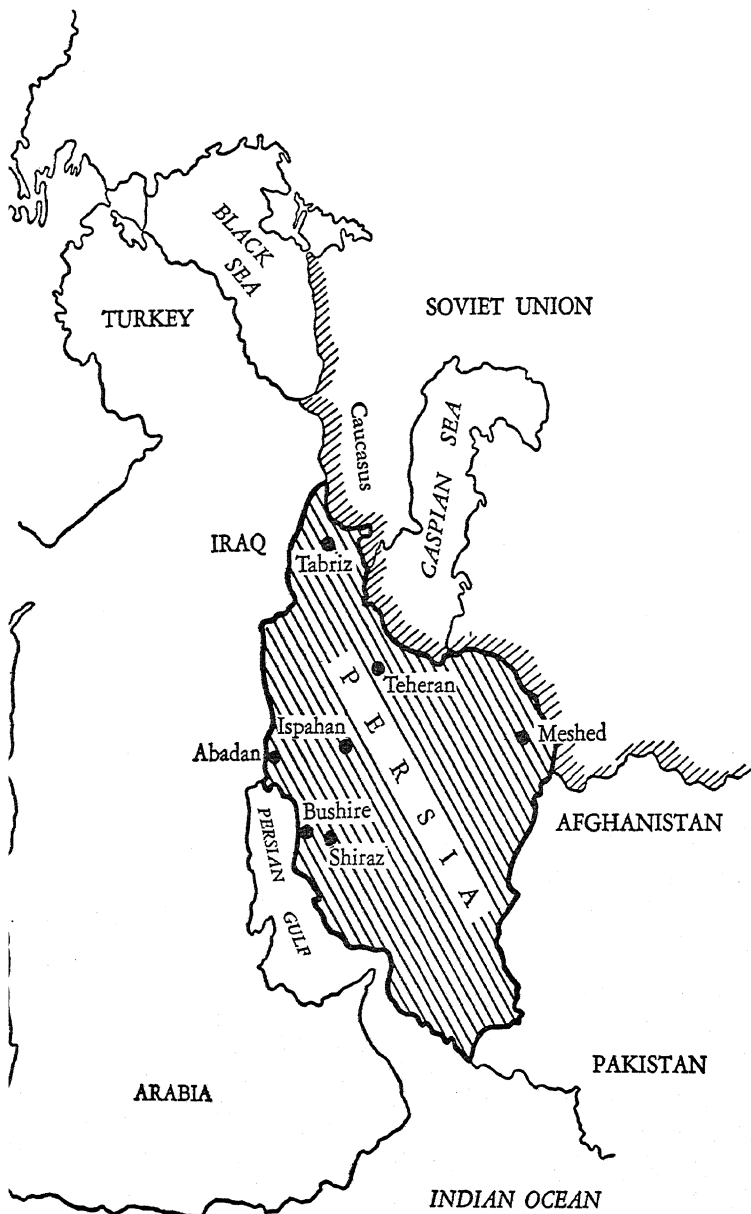 BLACK
SEA
SOVIET UNION
TURKEY
Caucasus
CASPIAN SEA
IRAQ
Tabriz
Teheran
PERSIA
Ispahan
Meshed
Abadan
Bushire
AFGHANISTAN
PERSIAN
Shiraz
GULF
PAKISTAN
ARABIA
INDIAN OCEAN